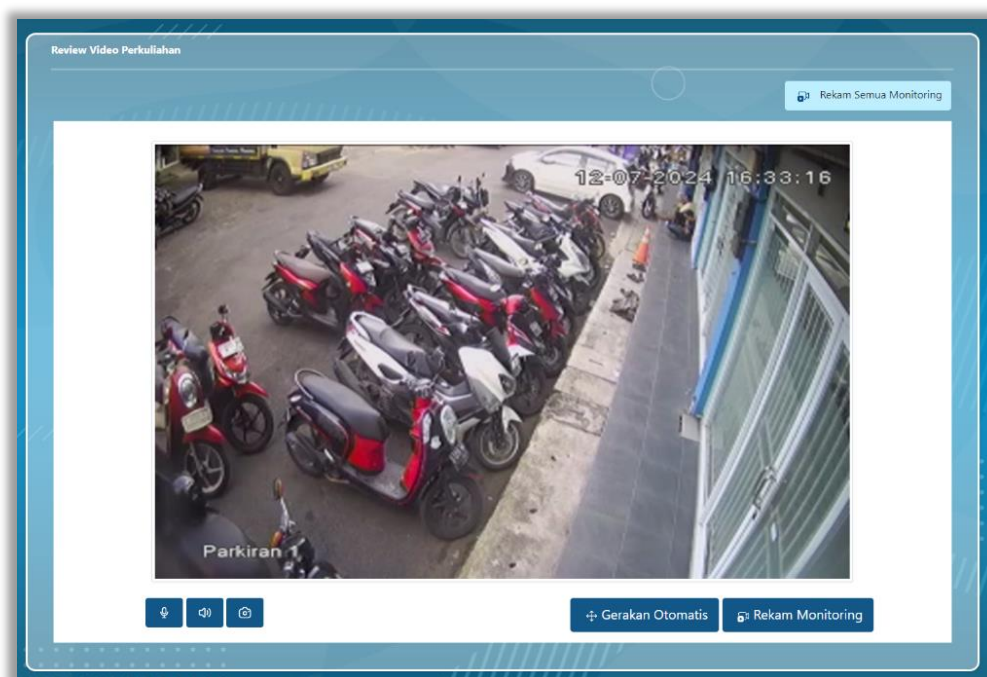 Review Video Perkuliahan
Rekam Semua Monitoring
12-07-2024 16:33:16
Parkiran 1
Gerakan Otomatis
Rekam Monitoring